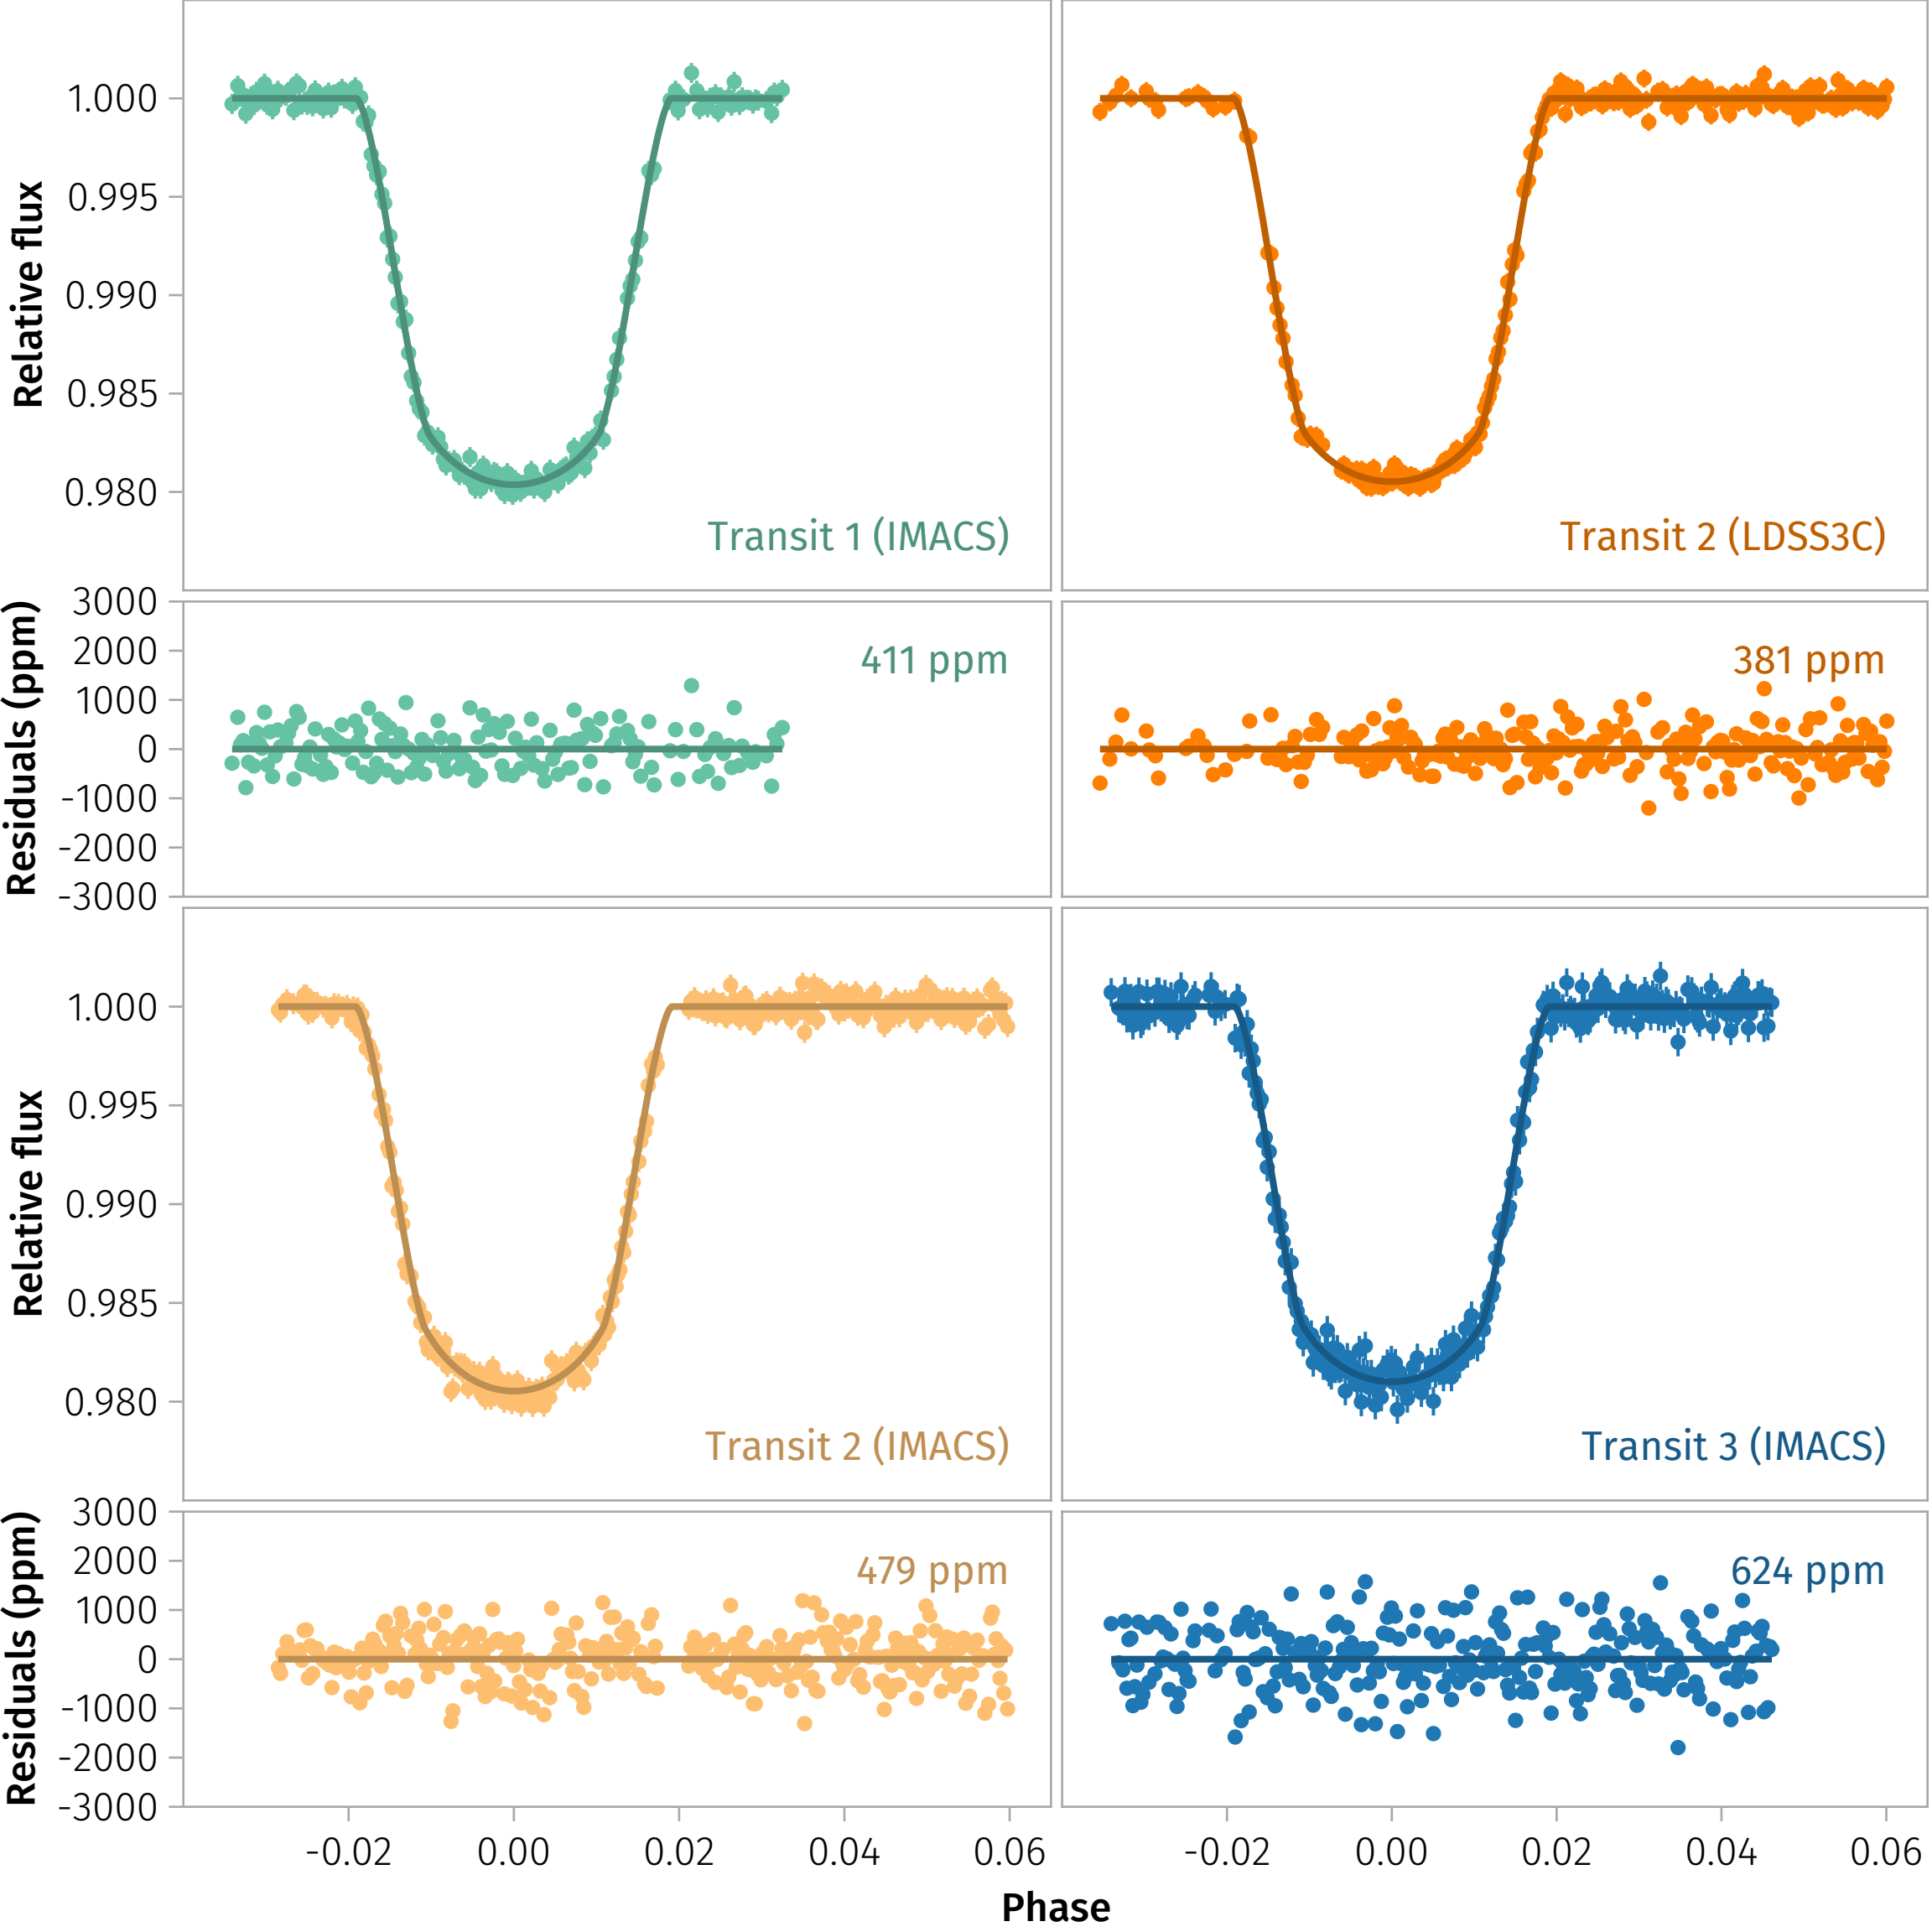 Relative flux
1.000
0.995
0.990
0.985
0.980
Transit 1 (IMACS)
Transit 2 (LDSS3C)
Residuals (ppm)
3000
2000
1000
0
-1000
-2000
-3000
411 ppm
381 ppm
Relative flux
1.000
0.995
0.990
0.985
0.980
Transit 2 (IMACS)
Transit 3 (IMACS)
Residuals (ppm)
3000
2000
1000
0
-1000
-2000
-3000
479 ppm
624 ppm
-0.02 0.00 0.02 0.04 0.06
-0.02 0.00 0.02 0.04 0.06
Phase